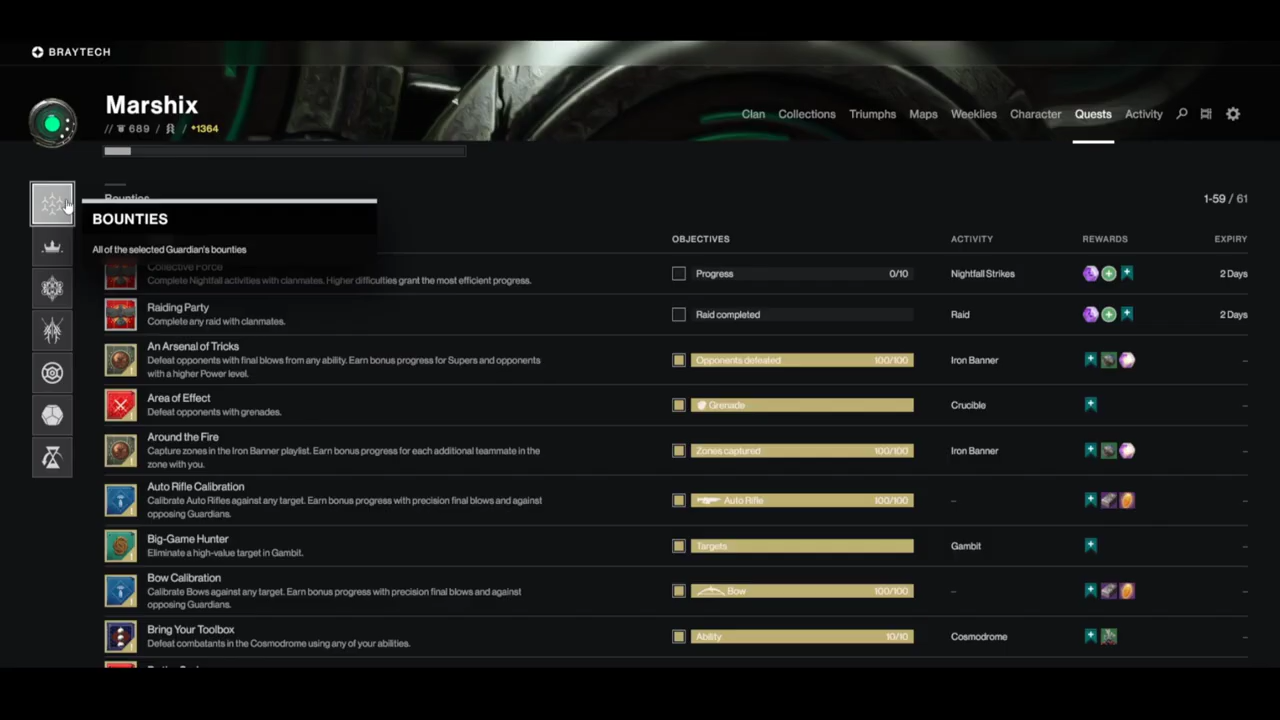 BRAYTECH
Marshix
// 689 / / +1364
Clan Collections Triumphs Maps Weeklies Character Quests Activity
Bounties
1-59 / 61
BOUNTIES
All of the selected Guardian's bounties
OBJECTIVES ACTIVITY REWARDS EXPIRY
Collective Force
Complete Nightfall activities with clanmates. Higher difficulties grant the most efficient progress.
Progress 0/10 Nightfall Strikes 2 Days
Raiding Party
Complete any raid with clanmates.
Raid completed Raid 2 Days
An Arsenal of Tricks
Defeat opponents with final blows from any ability. Earn bonus progress for Supers and opponents
with a higher Power level.
Opponents defeated 100/100 Iron Banner –
Area of Effect
Defeat opponents with grenades.
Grenade Crucible –
Around the Fire
Capture zones in the Iron Banner playlist. Earn bonus progress for each additional teammate in the
zone with you.
Zones captured 100/100 Iron Banner –
Auto Rifle Calibration
Calibrate Auto Rifles against any target. Earn bonus progress with precision final blows and against
opposing Guardians.
Auto Rifle 100/100 – –
Big-Game Hunter
Eliminate a high-value target in Gambit.
Targets Gambit –
Bow Calibration
Calibrate Bows against any target. Earn bonus progress with precision final blows and against
opposing Guardians.
Bow 100/100 – –
Bring Your Toolbox
Defeat combatants in the Cosmodrome using any of your abilities.
Ability 10/10 Cosmodrome –